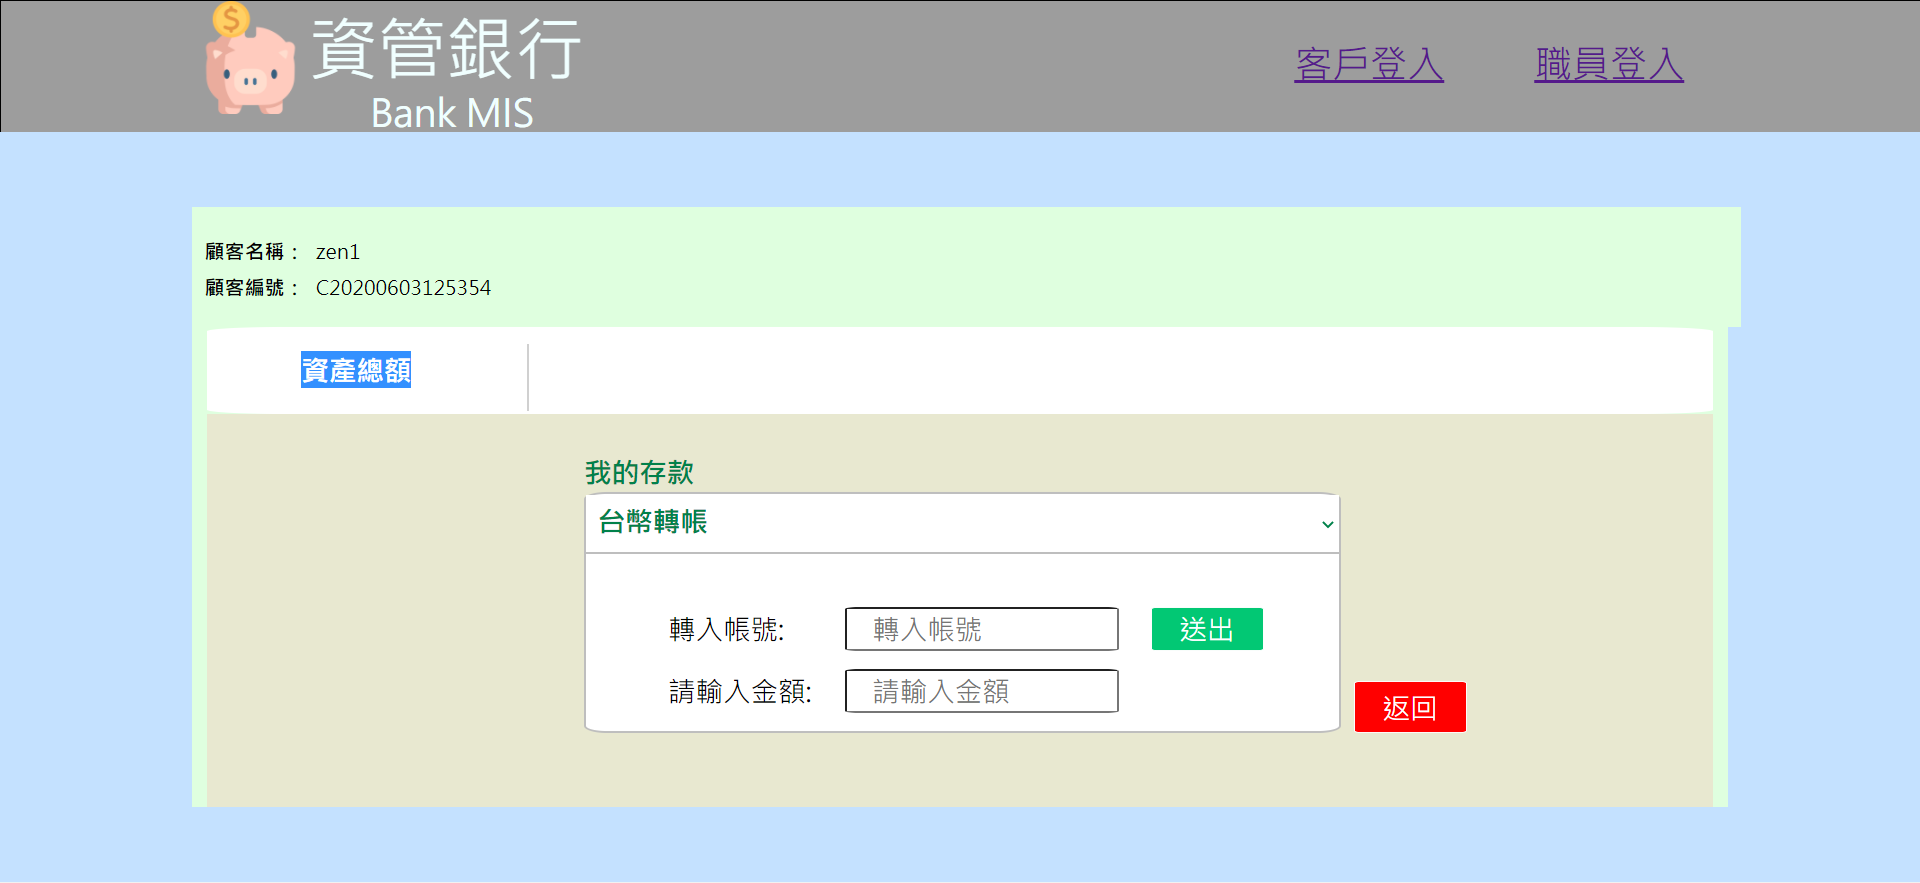 資管銀行
Bank MIS
客戶登入 職員登入
顧客名稱： zen1
顧客編號： C20200603125354
資產總額
我的存款
台幣轉帳
轉入帳號: 轉入帳號 送出
請輸入金額: 請輸入金額
返回